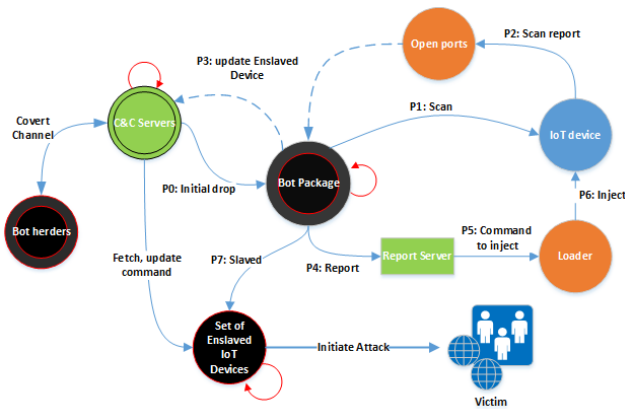 P2: Scan report
Open ports
P3: update Enslaved
Device
P1: Scan
Covert
Channel
C&C Servers
IoT device
Bot Package
P0: Initial drop
P6: Inject
Bot herders
P5: Command
to inject
Fetch, update
command
P7: Slaved
P4: Report
Report Server
Loader
Set of
Enslaved
IoT
Devices
Initiate Attack
Victim